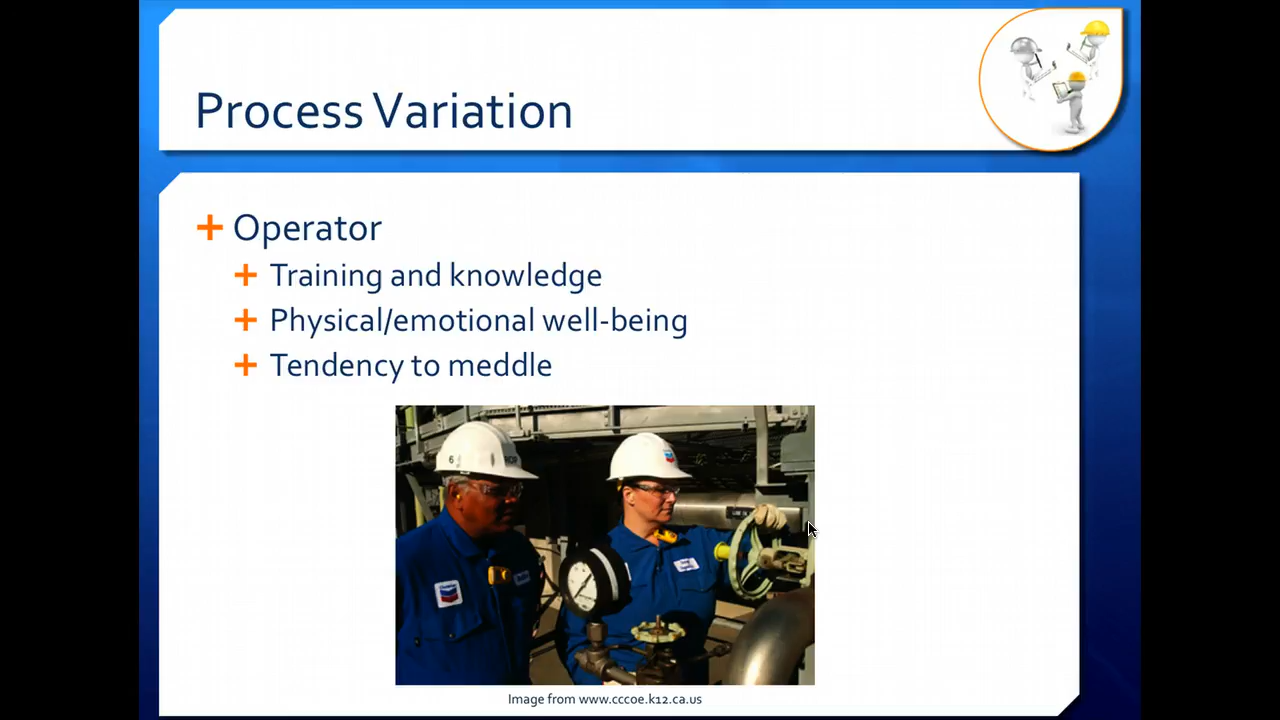 Process Variation
Operator
Training and knowledge
Physical/emotional well-being
Tendency to meddle
6
Image from www.cccoe.k12.ca.us